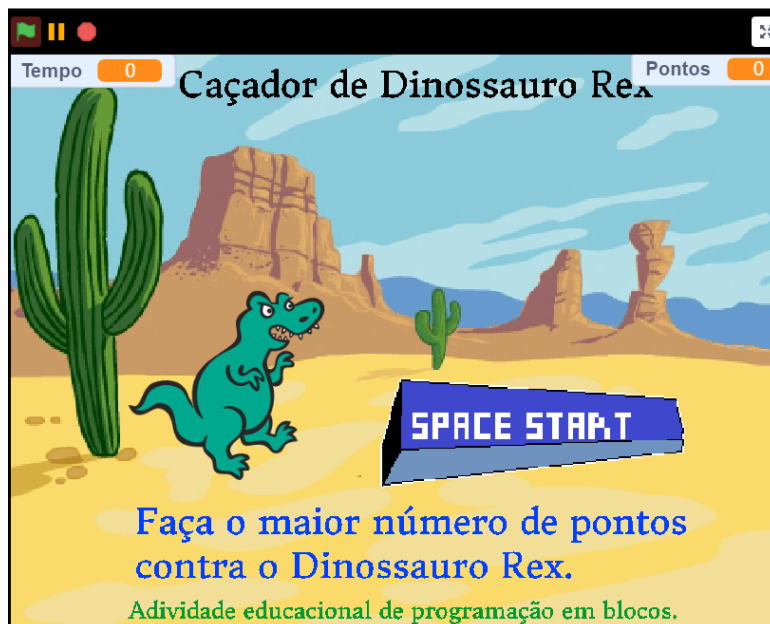 Tempo 0
Pontos 0
Caçador de Dinossauro Rex
SPACE START
Faça o maior número de pontos
contra o Dinossauro Rex.
Adividade educacional de programação em blocos.